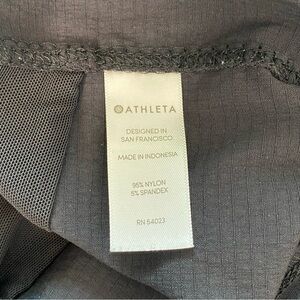 ATHLETA
DESIGNED IN
SAN FRANCISCO
MADE IN INDONESIA
95% NYLON
5% SPANDEX
RN 54023